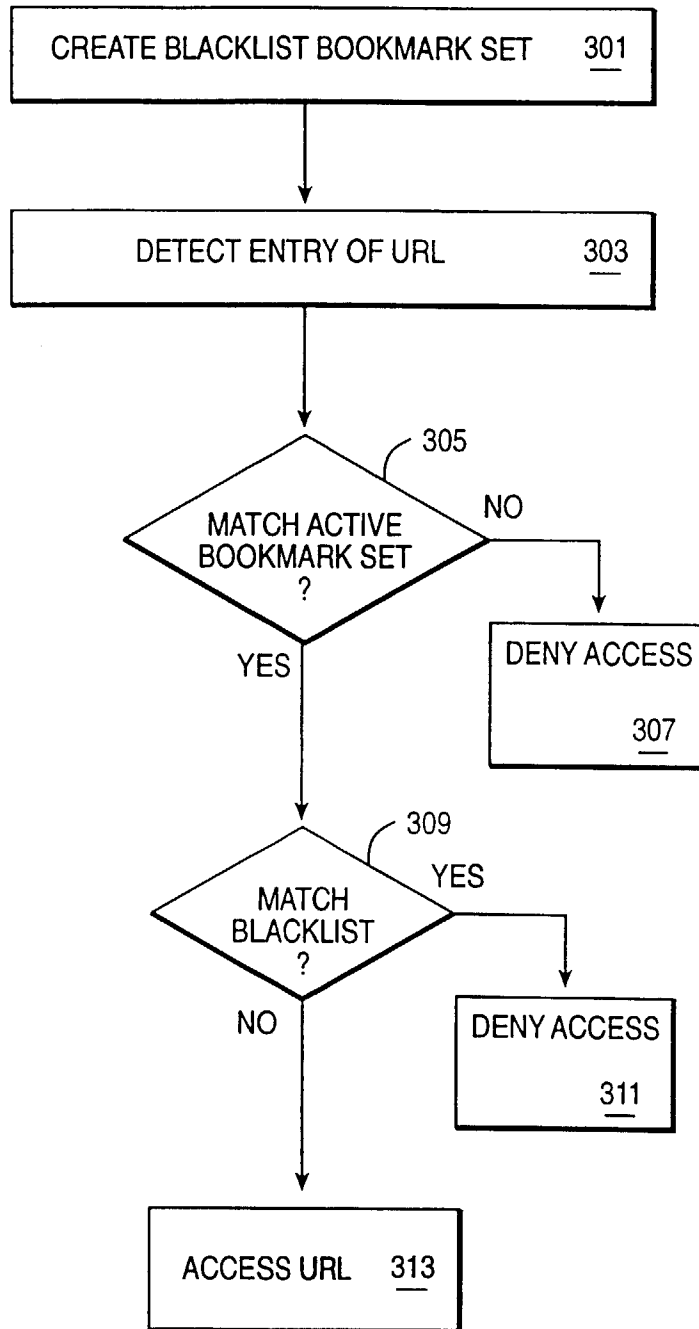 CREATE BLACKLIST BOOKMARK SET 301
DETECT ENTRY OF URL 303
305
MATCH ACTIVE
BOOKMARK SET
?
NO
YES
DENY ACCESS
307
309
MATCH
BLACKLIST
?
YES
NO
DENY ACCESS
311
ACCESS URL 313